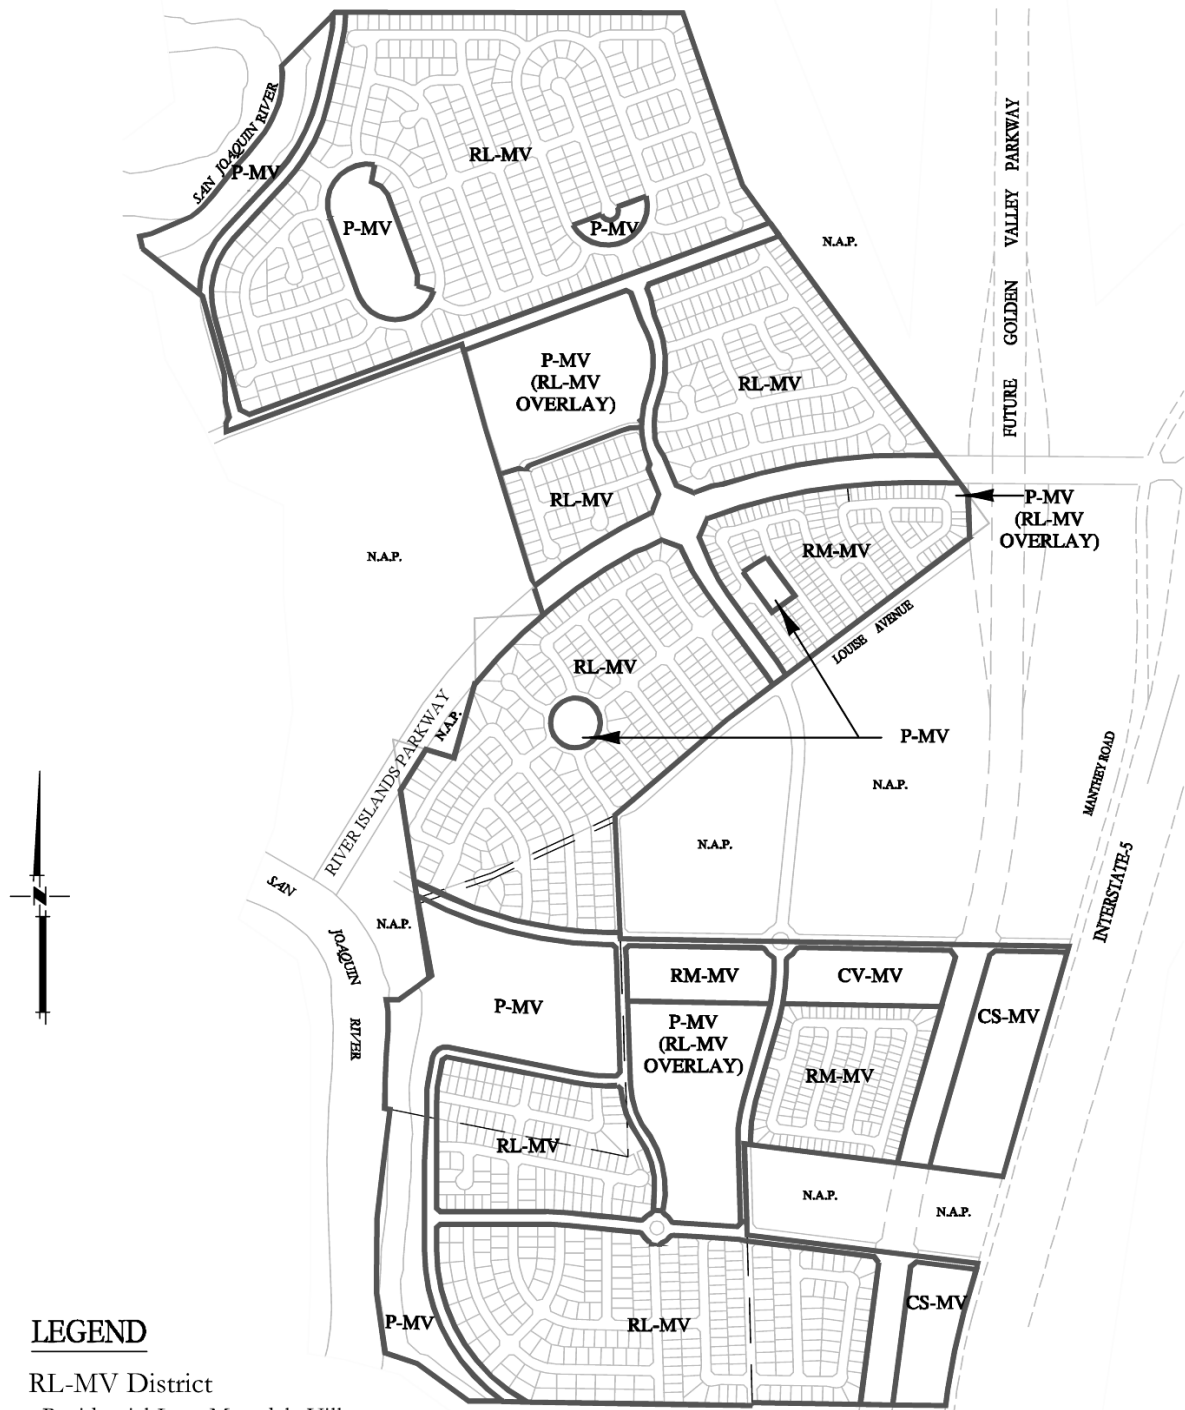 SAN JOAQUIN RIVER
P-MV
RL-MV
P-MV
P-MV
N.A.P.
FUTURE GOLDEN VALLEY PARKWAY
P-MV
(RL-MV
OVERLAY)
RL-MV
RL-MV
P-MV
(RL-MV
OVERLAY)
N.A.P.
RM-MV
LOUISE AVENUE
RL-MV
N.A.P.
RIVER ISLANDS PARKWAY
P-MV
N.A.P.
MANTHEY ROAD
N.A.P.
INTERSTATE-5
SAN JOAQUIN RIVER
N.A.P.
N
P-MV
RM-MV
CV-MV
CS-MV
P-MV
(RL-MV
OVERLAY)
RM-MV
RL-MV
N.A.P.
N.A.P.
CS-MV
P-MV
RL-MV
LEGEND
RL-MV District